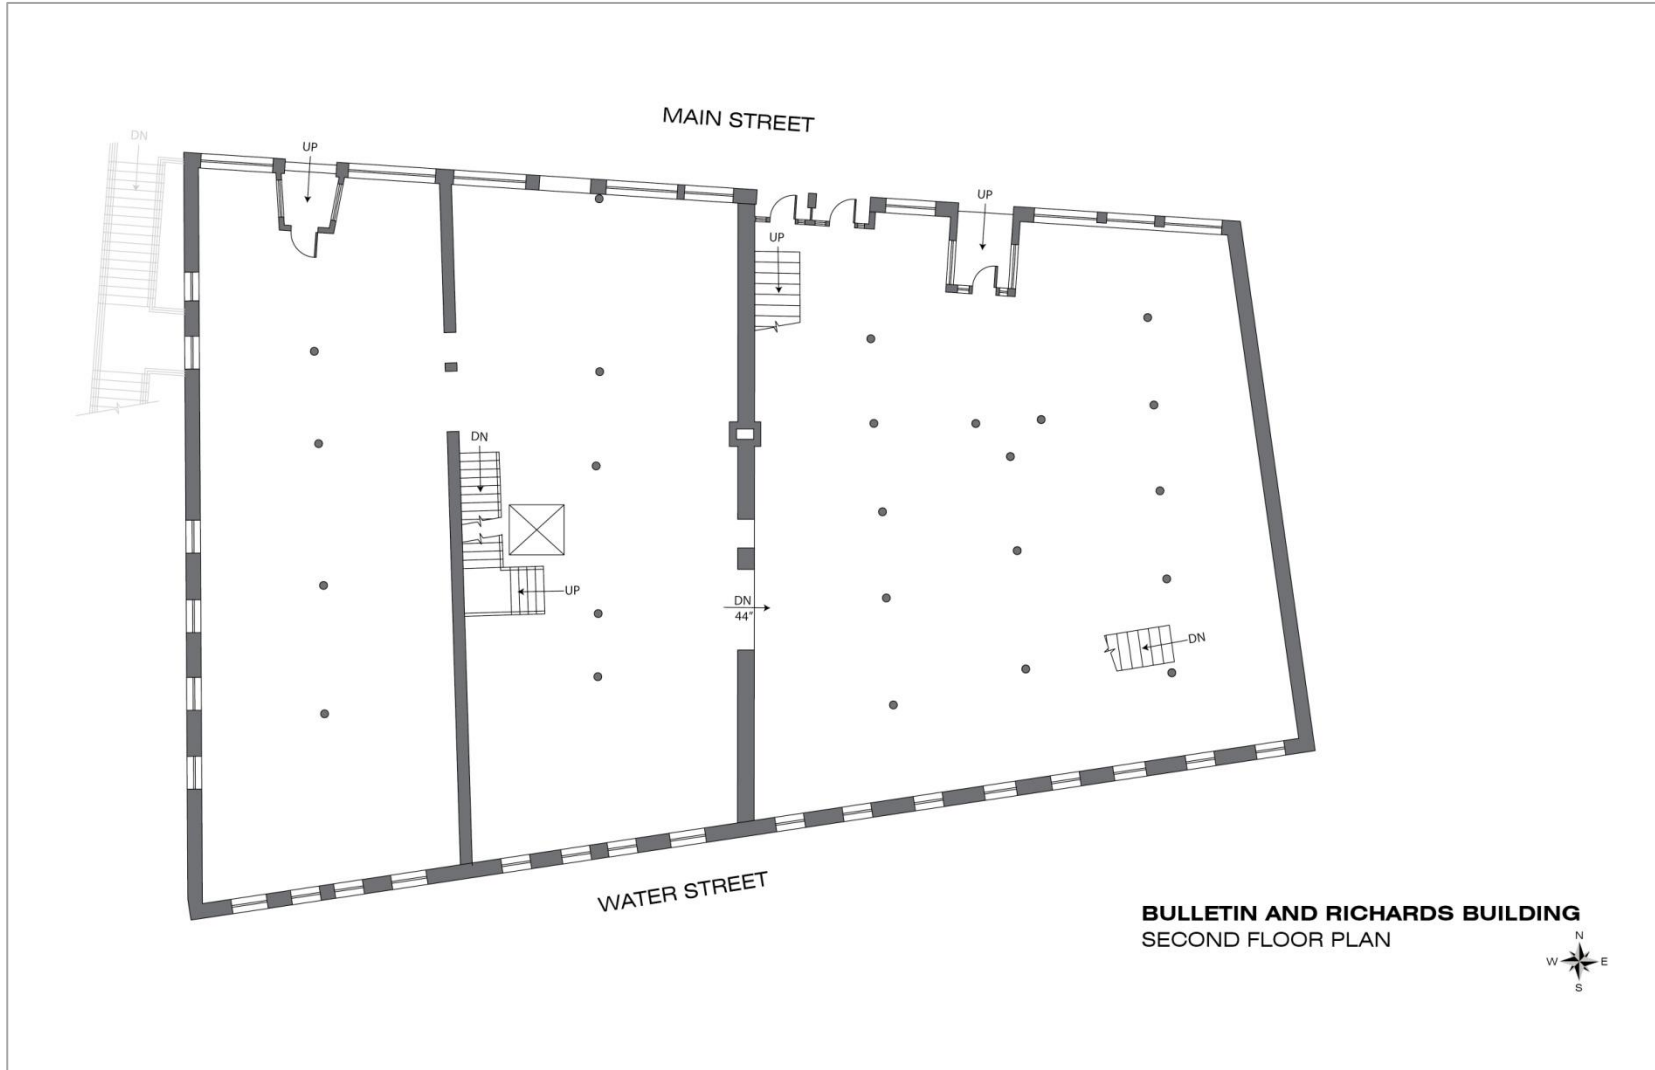 MAIN STREET
DN
UP
UP
UP
DN
UP
DN
44"
DN
WATER STREET
BULLETIN AND RICHARDS BUILDING
SECOND FLOOR PLAN
N
W E
S